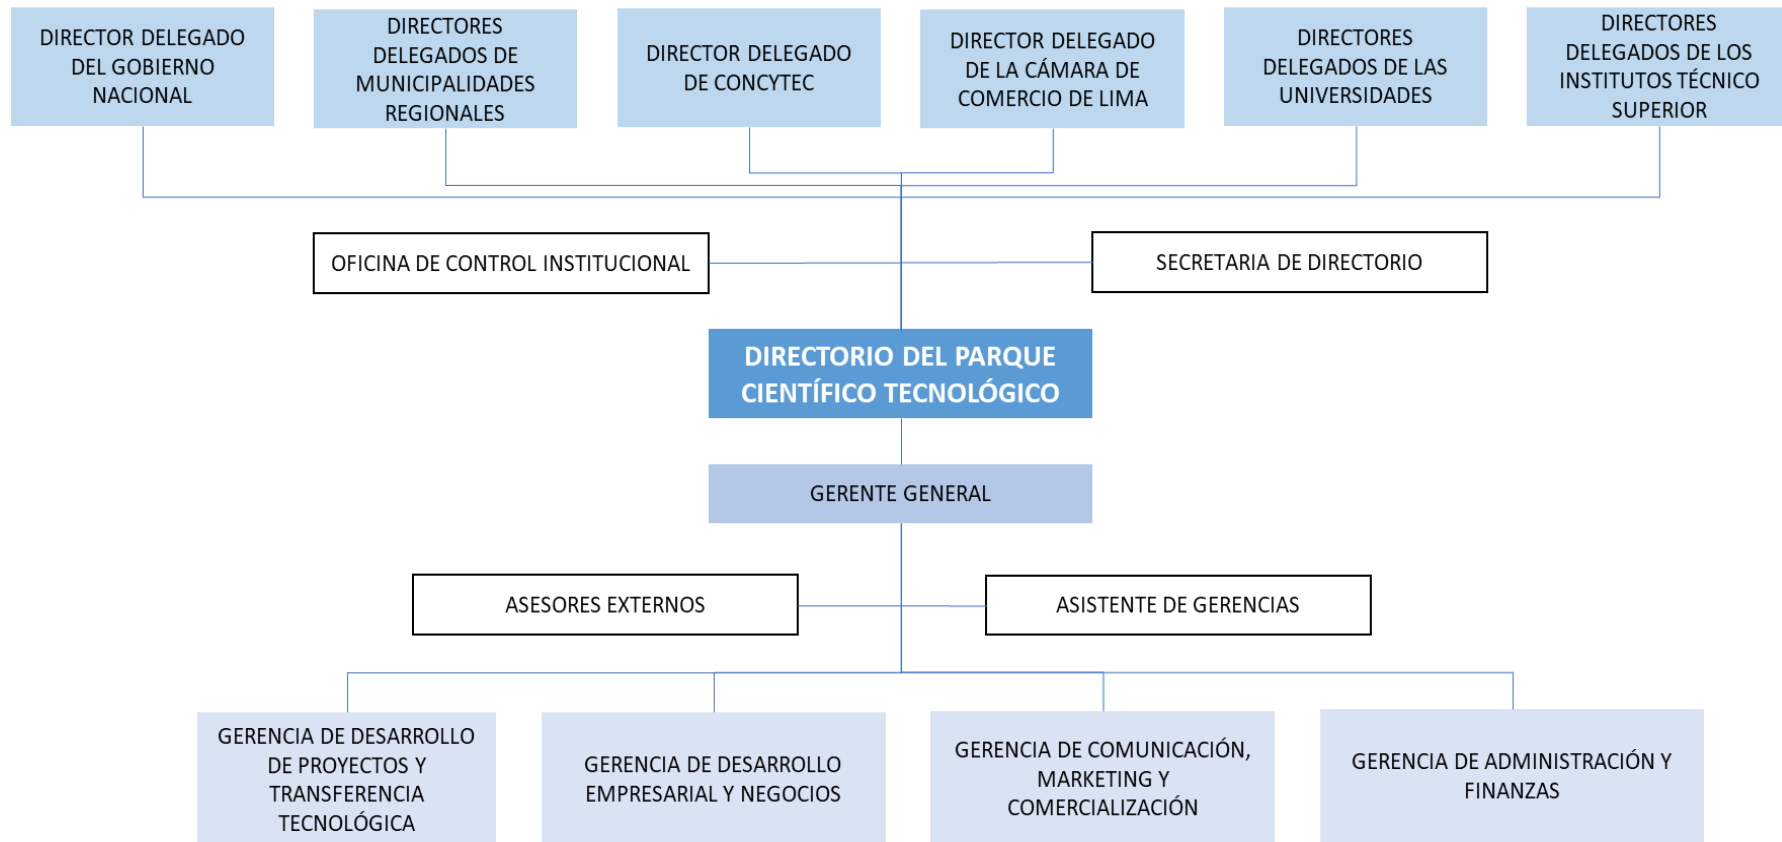 DIRECTOR DELEGADO
DEL GOBIERNO
NACIONAL
DIRECTORES
DELEGADOS DE
MUNICIPALIDADES
REGIONALES
DIRECTOR DELEGADO
DE CONCYTEC
DIRECTOR DELEGADO
DE LA CÁMARA DE
COMERCIO DE LIMA
DIRECTORES
DELEGADOS DE LAS
UNIVERSIDADES
DIRECTORES
DELEGADOS DE LOS
INSTITUTOS TÉCNICO
SUPERIOR
OFICINA DE CONTROL INSTITUCIONAL
SECRETARIA DE DIRECTORIO
DIRECTORIO DEL PARQUE
CIENTÍFICO TECNOLÓGICO
GERENTE GENERAL
ASESORES EXTERNOS
ASISTENTE DE GERENCIAS
GERENCIA DE DESARROLLO
DE PROYECTOS Y
TRANSFERENCIA
TECNOLÓGICA
GERENCIA DE DESARROLLO
EMPRESARIAL Y NEGOCIOS
GERENCIA DE COMUNICACIÓN,
MARKETING Y
COMERCIALIZACIÓN
GERENCIA DE ADMINISTRACIÓN Y
FINANZAS